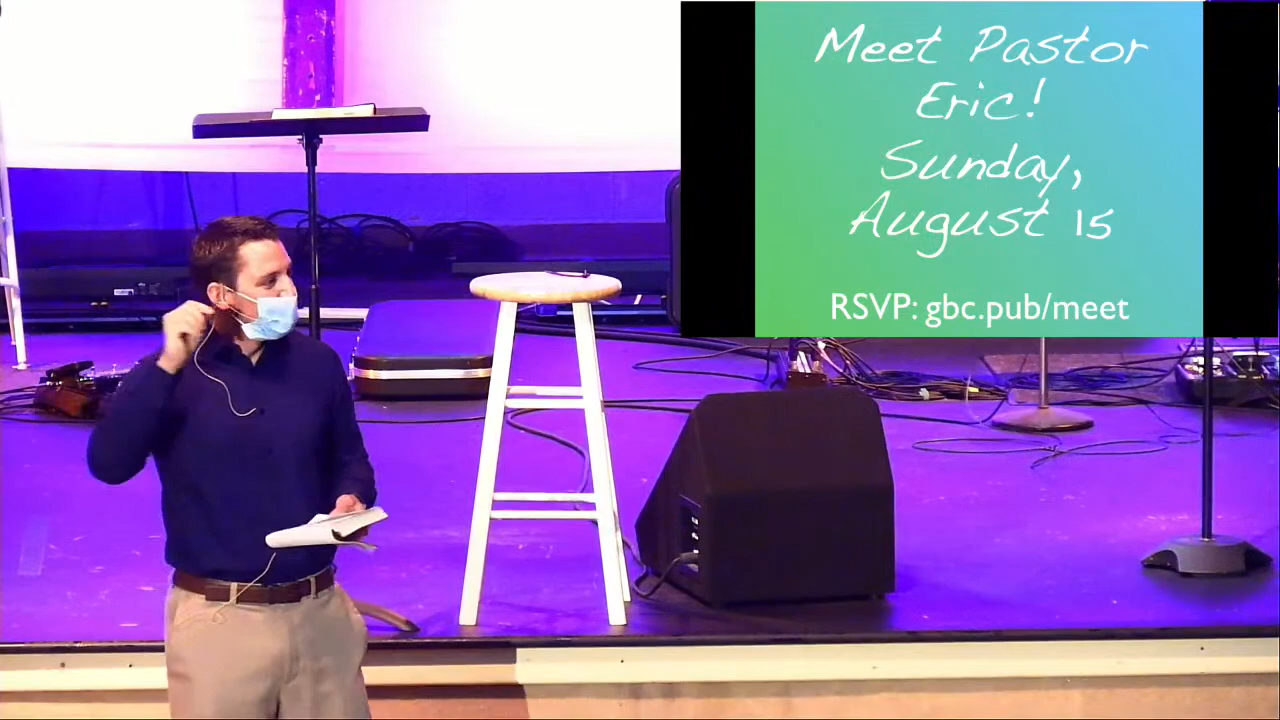 Meet Pastor
Eric!
Sunday,
August 15
RSVP: gbc.pub/meet